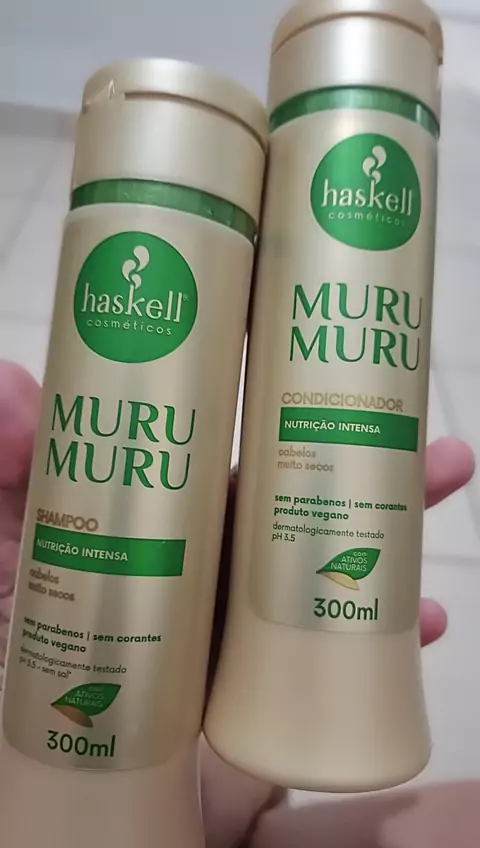 haskell®
cosméticos
MURU
MURU
SHAMPOO
NUTRIÇÃO INTENSA
cabelos
muito secos
sem parabenos | sem corantes
produto vegano
dermatologicamente testado
pH 3.5 - sem sal*
com
ATIVOS
NATURAIS
300ml
haskell
cosméticos
MURU
MURU
CONDICIONADOR
NUTRIÇÃO INTENSA
cabelos
muito secos
sem parabenos | sem corantes
produto vegano
dermatologicamente testado
pH 3.5
com
ATIVOS
NATURAIS
300ml